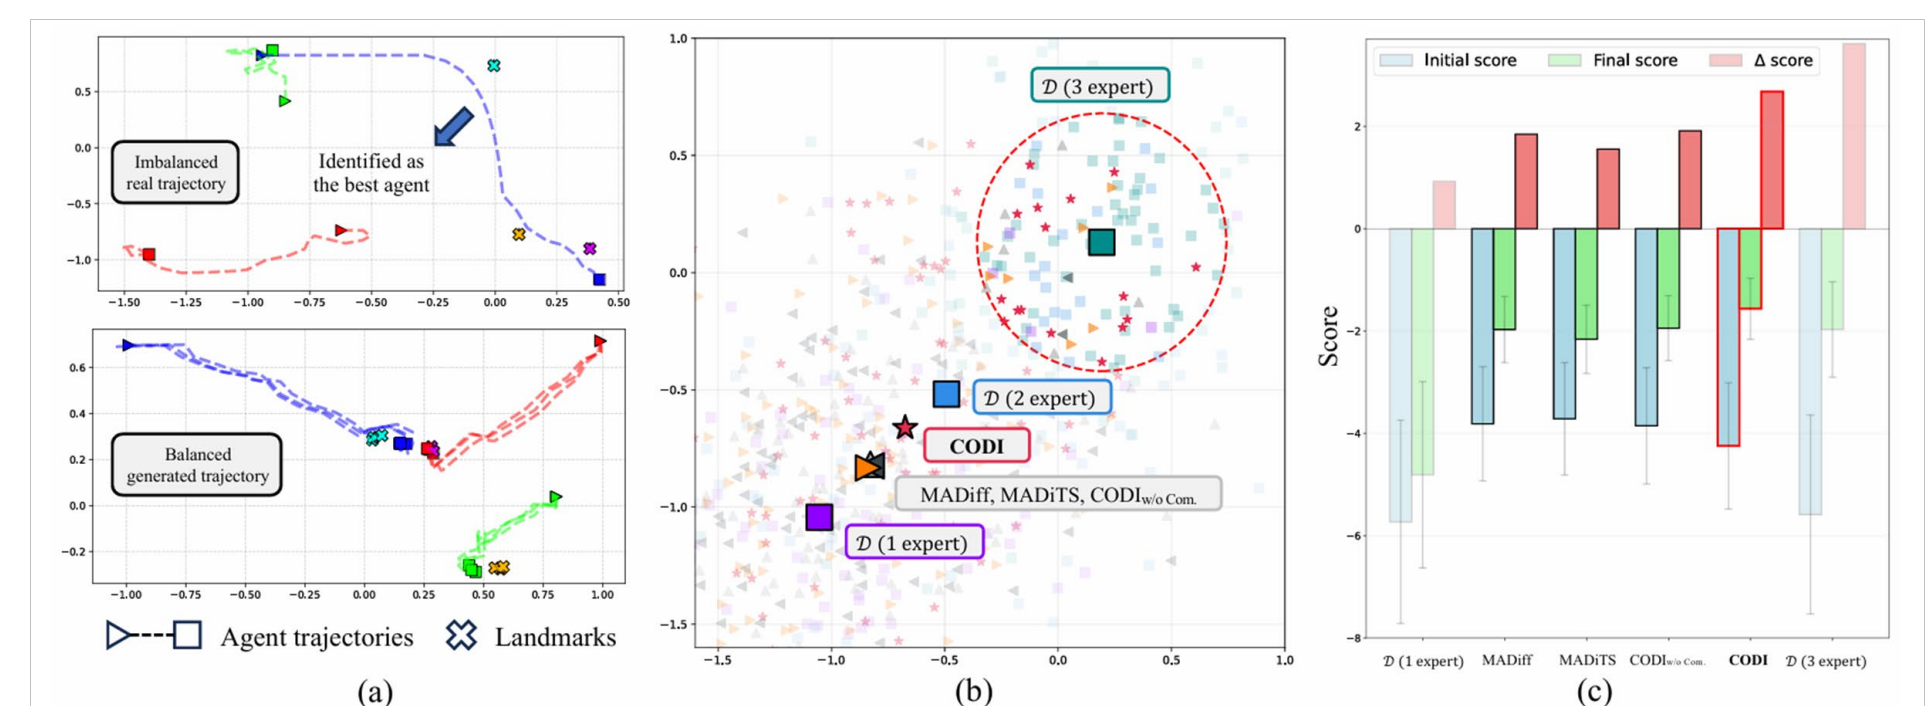 0.5
0.0
−0.5
−1.0
Imbalanced
real trajectory
Identified as
the best agent
−1.50 −1.25 −1.00 −0.75 −0.50 −0.25 0.00 0.25 0.50
0.6
0.4
0.2
0.0
−0.2
Balanced
generated trajectory
−1.00 −0.75 −0.50 −0.25 0.00 0.25 0.50 0.75 1.00
Agent trajectories Landmarks
(a)
1.0
0.5
0.0
−0.5
−1.0
−1.5
𝒟 (3 expert)
𝒟 (2 expert)
CODI
MADiff, MADiTS, CODIw/o Com.
𝒟 (1 expert)
−1.5 −1.0 −0.5 0.0 0.5 1.0
(b)
Initial score Final score Δ score
Score
2
0
−2
−4
−6
−8
𝒟 (1 expert) MADiff MADiTS CODIw/o Com. CODI 𝒟 (3 expert)
(c)